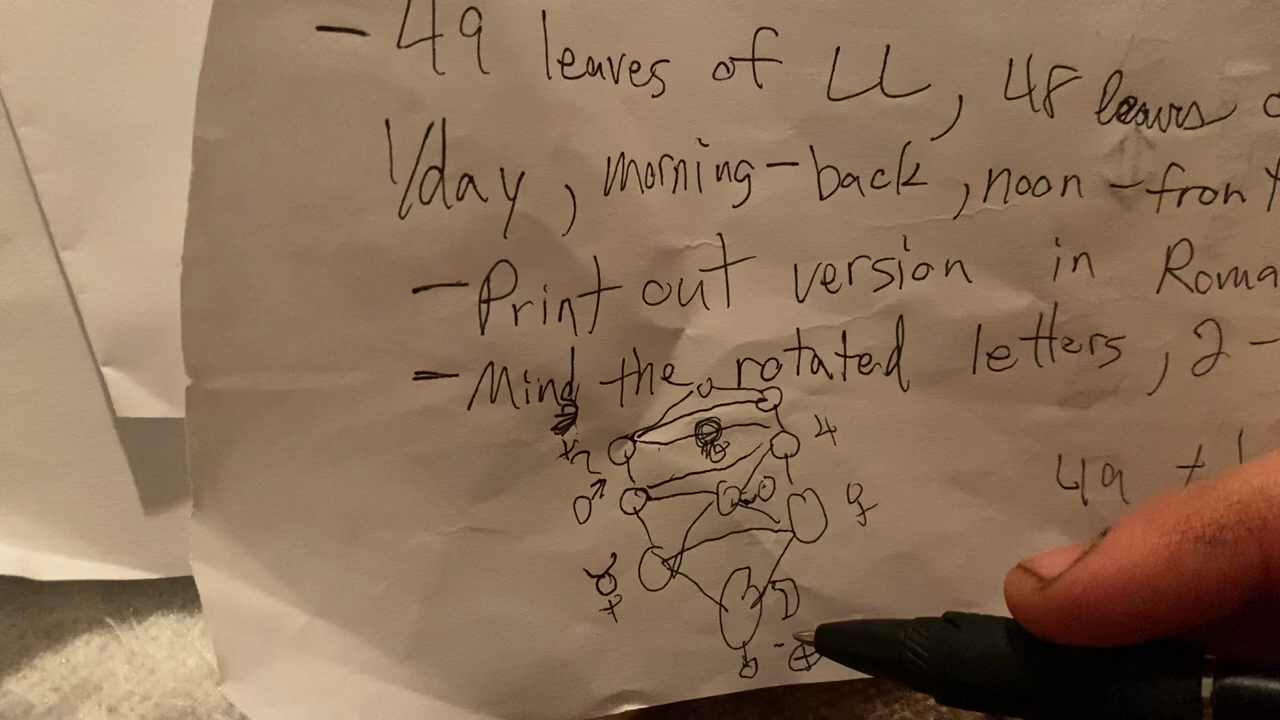 - 49 leaves of LL, 48 leaves
1/day, morning-back, noon-front
- Print out version in Roma
- Mind the rotated letters, 2 -
♄ 4
49 +
♂ ♀
☿
☽
⊕